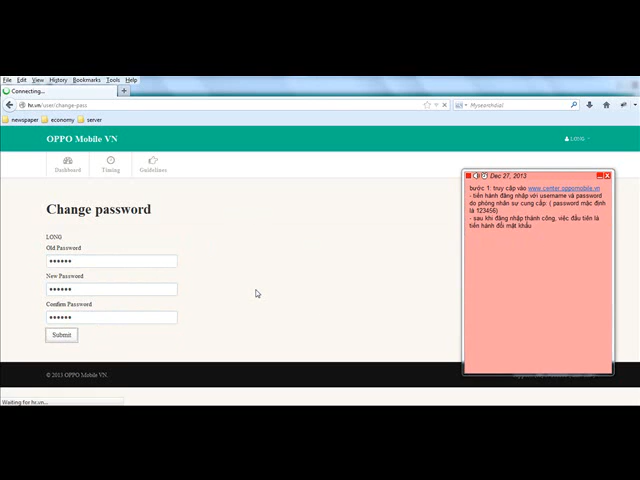 File Edit View History Bookmarks Tools Help
Connecting...
hr.vn/user/change-pass
Mysearchdial
newspaper economy server
OPPO Mobile VN
LONG
Dashboard Timing Guidelines
Dec 27, 2013
bước 1: truy cập vào www.center.oppomobile.vn
- tiến hành đăng nhập với username và password
do phòng nhân sự cung cấp: ( password mặc định
là 123456)
- sau khi đăng nhập thành công, việc đầu tiên là
tiến hành đổi mật khẩu
Change password
LONG
Old Password
New Password
Confirm Password
Submit
© 2013 OPPO Mobile VN
Waiting for hr.vn...